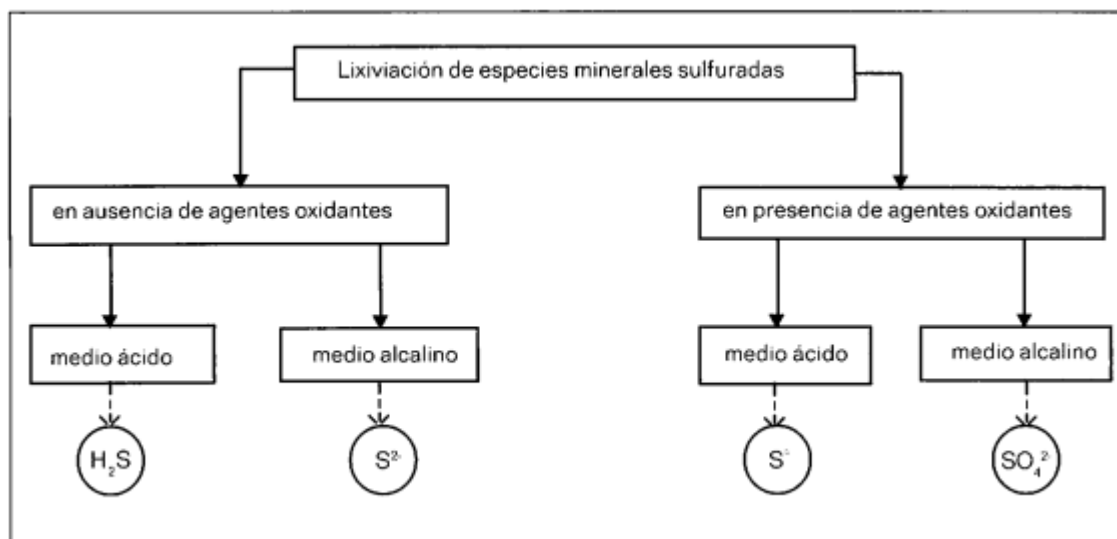 Lixiviación de especies minerales sulfuradas
en ausencia de agentes oxidantes
en presencia de agentes oxidantes
medio ácido
medio alcalino
medio ácido
medio alcalino
H₂S
S²⁻
S°
SO₄²⁻